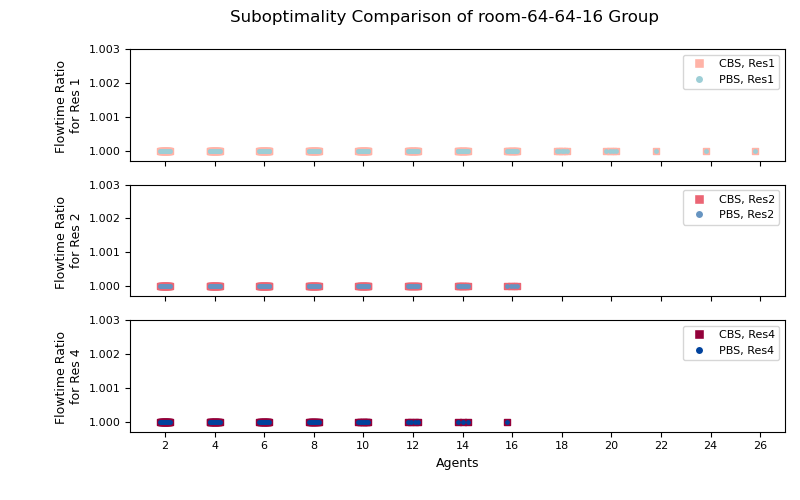 Suboptimality Comparison of room-64-64-16 Group
Flowtime Ratio
for Res 1
1.003
1.002
1.001
1.000
CBS, Res1
PBS, Res1
Flowtime Ratio
for Res 2
1.003
1.002
1.001
1.000
CBS, Res2
PBS, Res2
Flowtime Ratio
for Res 4
1.003
1.002
1.001
1.000
CBS, Res4
PBS, Res4
2 4 6 8 10 12 14 16 18 20 22 24 26
Agents